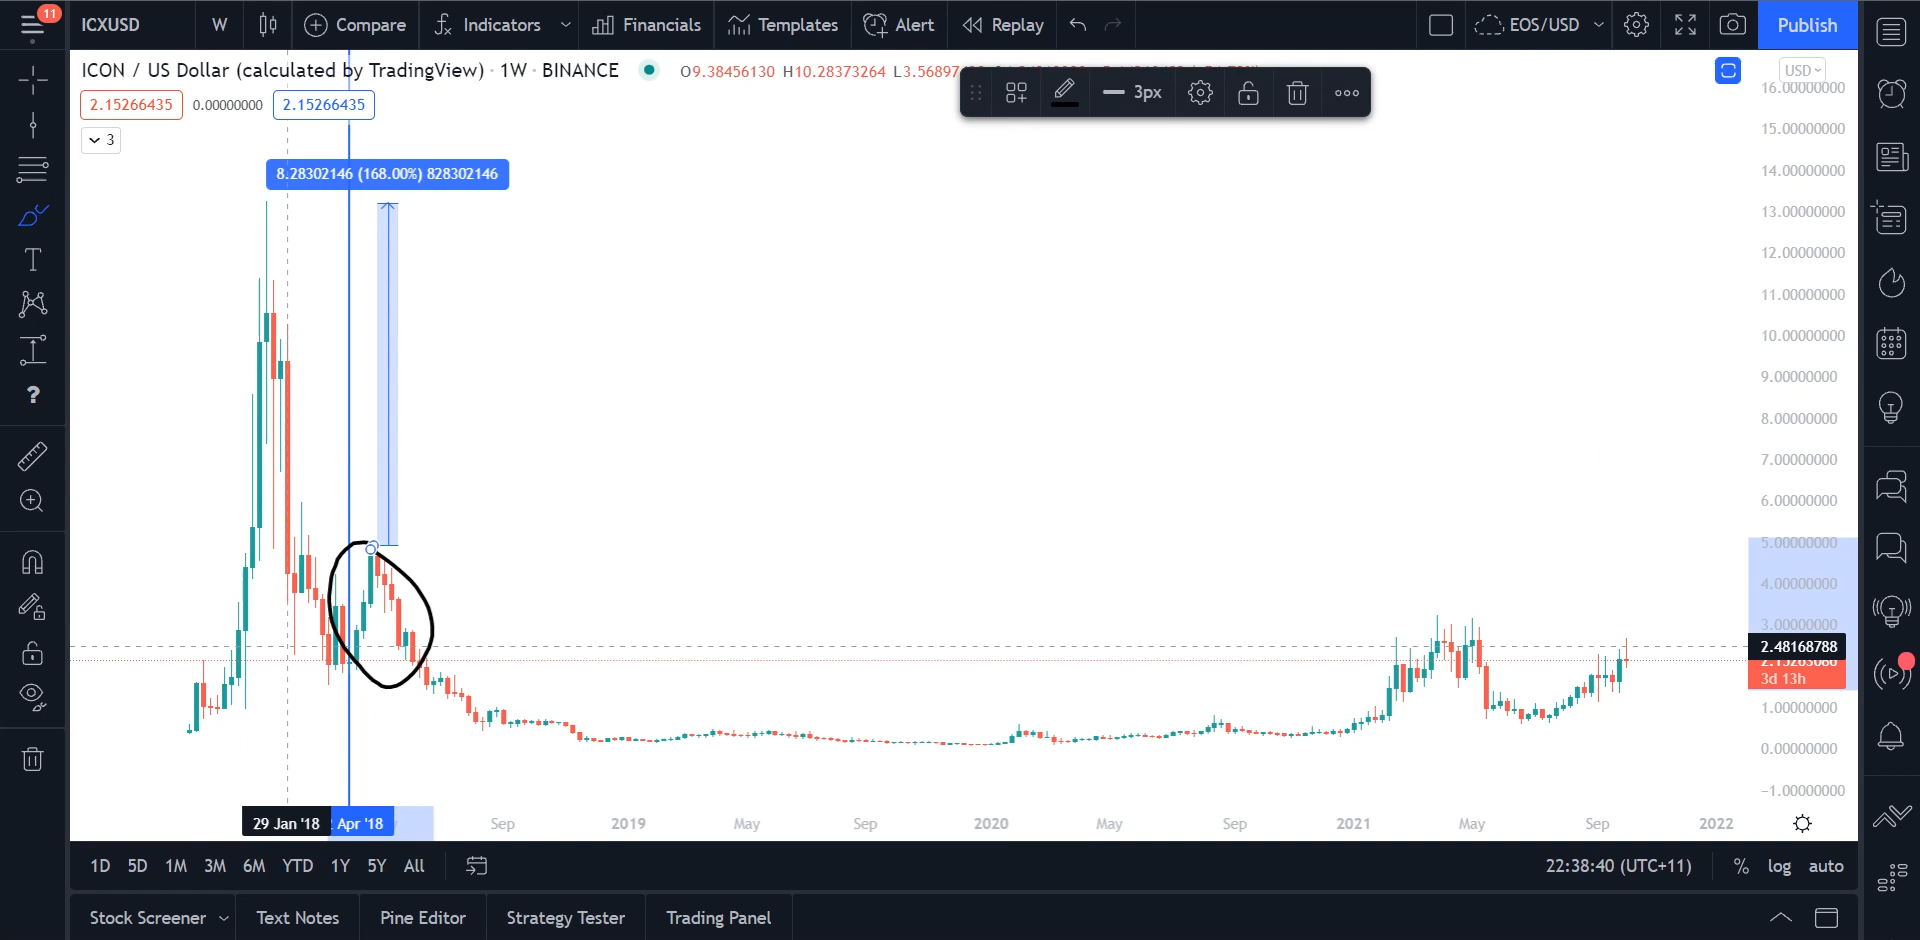 11
ICXUSD W Compare Indicators Financials Templates Alert Replay EOS/USD Publish
ICON / US Dollar (calculated by TradingView) · 1W · BINANCE O9.38456130 H10.28373264
USD
2.15266435 0.00000000 2.15266435
3px
3
8.28302146 (168.00%) 828302146
16.00000000
15.00000000
14.00000000
13.00000000
12.00000000
11.00000000
10.00000000
9.00000000
8.00000000
7.00000000
6.00000000
5.00000000
4.00000000
3.00000000
2.48168788
3d 13h
1.00000000
0.00000000
−1.00000000
29 Jan '18 Apr '18 Sep 2019 May Sep 2020 May Sep 2021 May Sep 2022
1D 5D 1M 3M 6M YTD 1Y 5Y All 22:38:40 (UTC+11) % log auto
Stock Screener Text Notes Pine Editor Strategy Tester Trading Panel